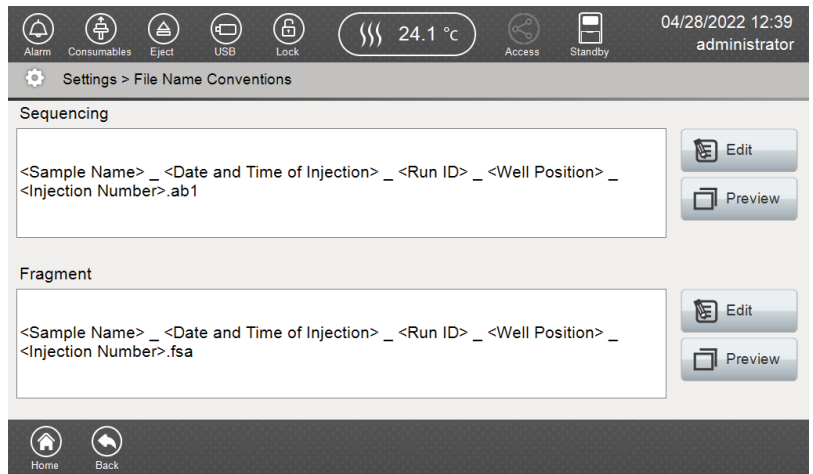 Alarm Consumables Eject USB Lock 24.1 °c Access Standby 04/28/2022 12:39
administrator
Settings > File Name Conventions
Sequencing
<Sample Name> _ <Date and Time of Injection> _ <Run ID> _ <Well Position> _
<Injection Number>.ab1
Edit
Preview
Fragment
<Sample Name> _ <Date and Time of Injection> _ <Run ID> _ <Well Position> _
<Injection Number>.fsa
Edit
Preview
Home Back